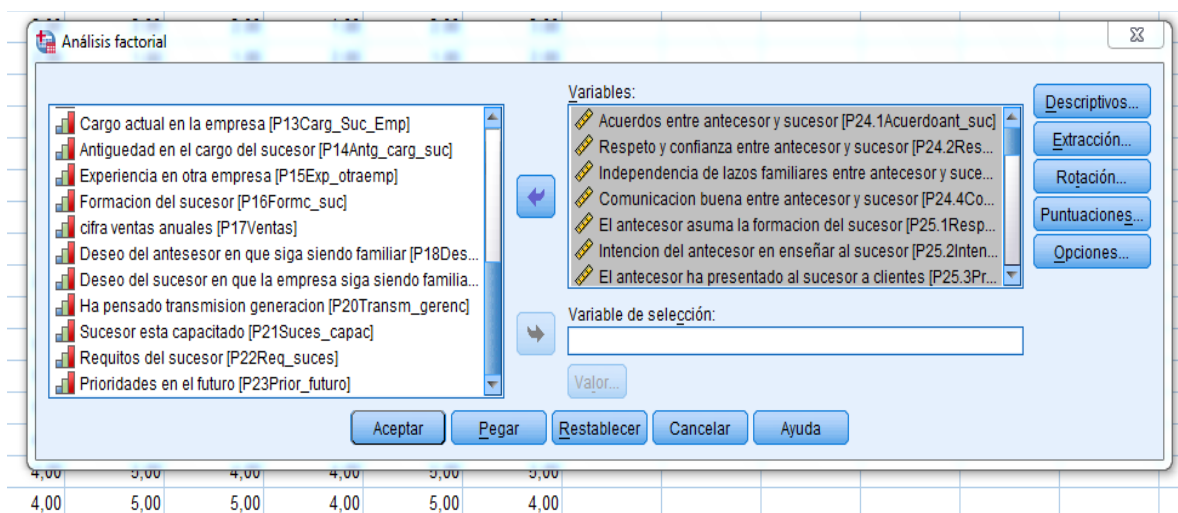 Análisis factorial
Cargo actual en la empresa [P13Carg_Suc_Emp]
Antiguedad en el cargo del sucesor [P14Antg_carg_suc]
Experiencia en otra empresa [P15Exp_otraemp]
Formacion del sucesor [P16Formc_suc]
cifra ventas anuales [P17Ventas]
Deseo del antesesor en que siga siendo familiar [P18Des...
Deseo del sucesor en que la empresa siga siendo familia...
Ha pensado transmision generacion [P20Transm_gerenc]
Sucesor esta capacitado [P21Suces_capac]
Requitos del sucesor [P22Req_suces]
Prioridades en el futuro [P23Prior_futuro]
Variables:
Acuerdos entre antecesor y sucesor [P24.1Acuerdoant_suc]
Respeto y confianza entre antecesor y sucesor [P24.2Res...
Independencia de lazos familiares entre antecesor y suce...
Comunicacion buena entre antecesor y sucesor [P24.4Co...
El antecesor asuma la formacion del sucesor [P25.1Resp...
Intencion del antecesor en enseñar al sucesor [P25.2Inten...
El antecesor ha presentado al sucesor a clientes [P25.3Pr...
Variable de selección:
Valor...
Descriptivos...
Extracción...
Rotación...
Puntuaciones...
Opciones...
Aceptar Pegar Restablecer Cancelar Ayuda
4,00 5,00 4,00 4,00 5,00 5,00
4,00 5,00 5,00 4,00 5,00 4,00